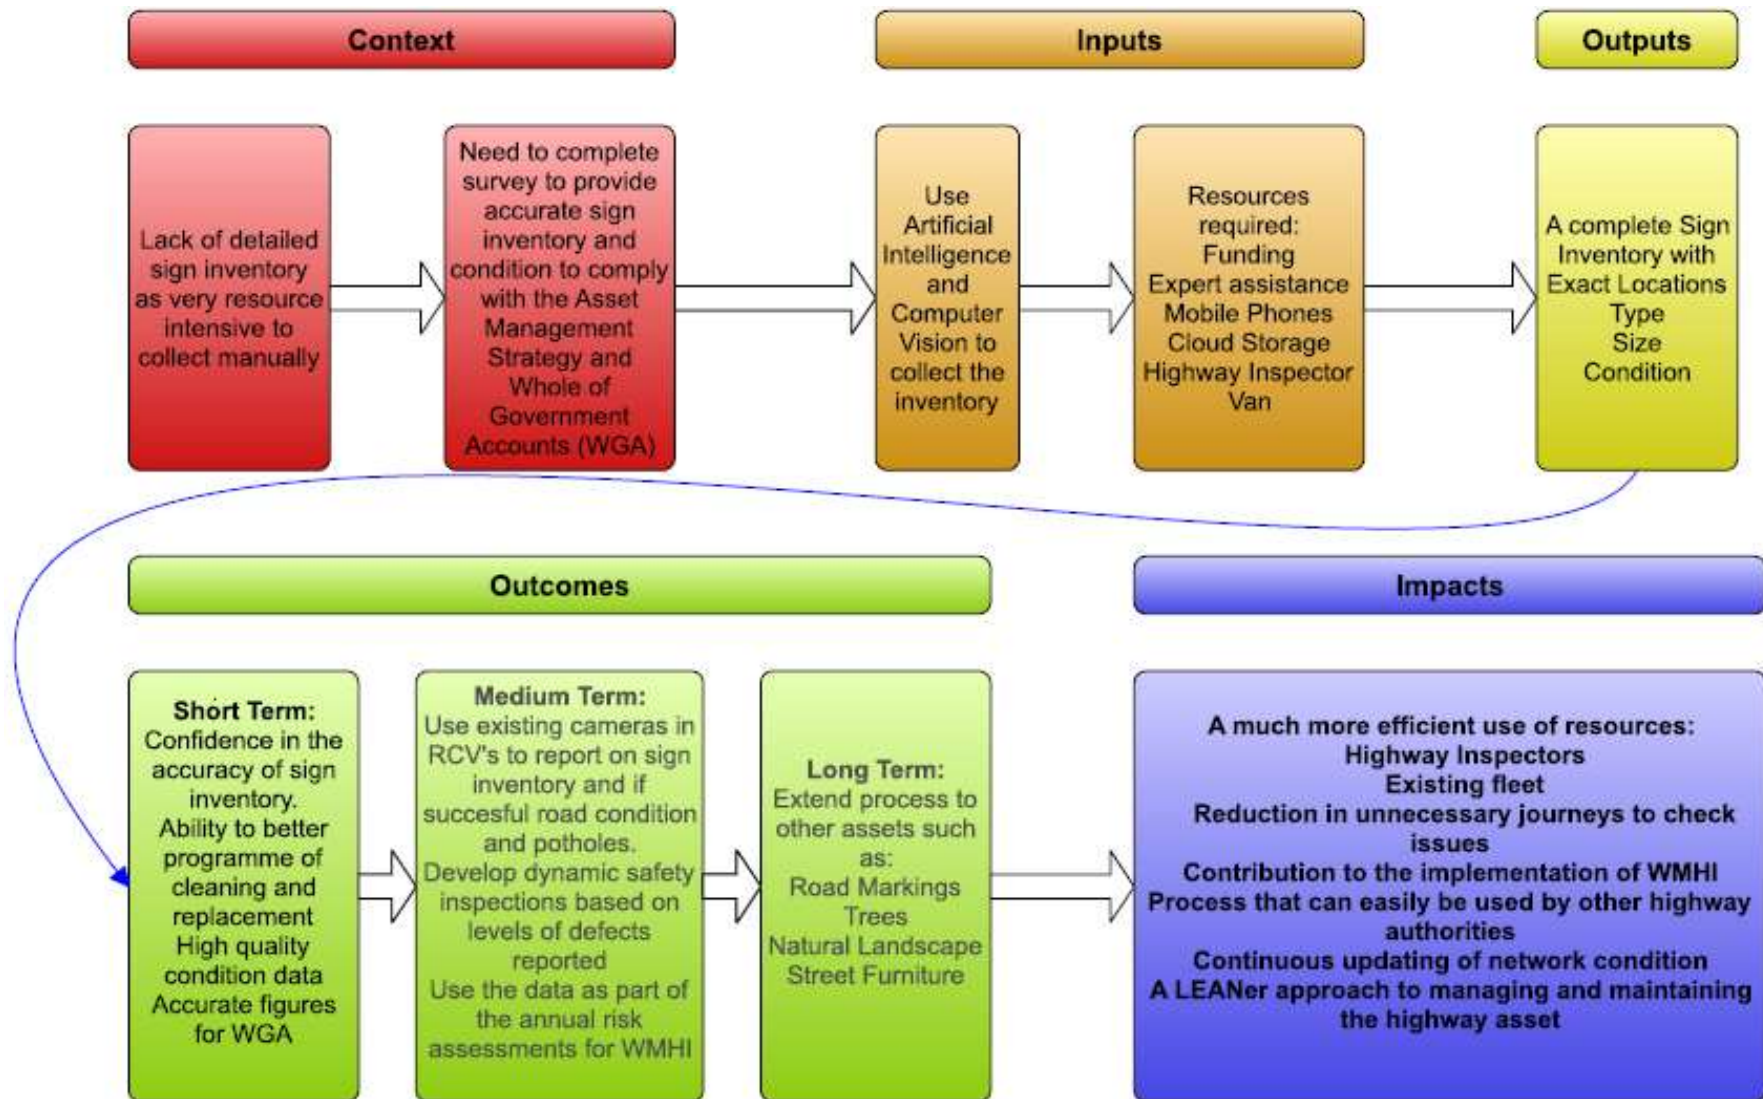 Context
Inputs
Outputs
Lack of detailed
sign inventory
as very resource
intensive to
collect manually
Need to complete
survey to provide
accurate sign
inventory and
condition to comply
with the Asset
Management
Strategy and
Whole of
Government
Accounts (WGA)
Use
Artificial
Intelligence
and
Computer
Vision to
collect the
inventory
Resources
required:
Funding
Expert assistance
Mobile Phones
Cloud Storage
Highway Inspector
Van
A complete Sign
Inventory with
Exact Locations
Type
Size
Condition
Outcomes
Impacts
Short Term:
Confidence in the
accuracy of sign
inventory.
Ability to better
programme of
cleaning and
replacement
High quality
condition data
Accurate figures
for WGA
Medium Term:
Use existing cameras in
RCV's to report on sign
inventory and if
succesful road condition
and potholes.
Develop dynamic safety
inspections based on
levels of defects
reported
Use the data as part of
the annual risk
assessments for WMHI
Long Term:
Extend process to
other assets such
as:
Road Markings
Trees
Natural Landscape
Street Furniture
A much more efficient use of resources:
Highway Inspectors
Existing fleet
Reduction in unnecessary journeys to check
issues
Contribution to the implementation of WMHI
Process that can easily be used by other highway
authorities
Continuous updating of network condition
A LEANer approach to managing and maintaining
the highway asset